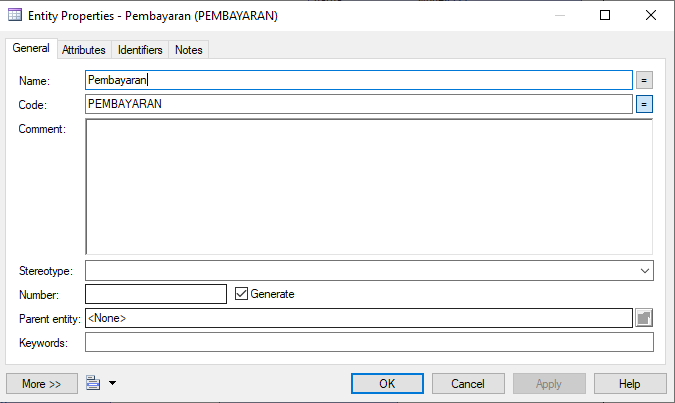 Entity Properties - Pembayaran (PEMBAYARAN)
General Attributes Identifiers Notes
Name: Pembayaran =
Code: PEMBAYARAN =
Comment:
Stereotype:
Number: Generate
Parent entity: <None>
Keywords:
More >> OK Cancel Apply Help